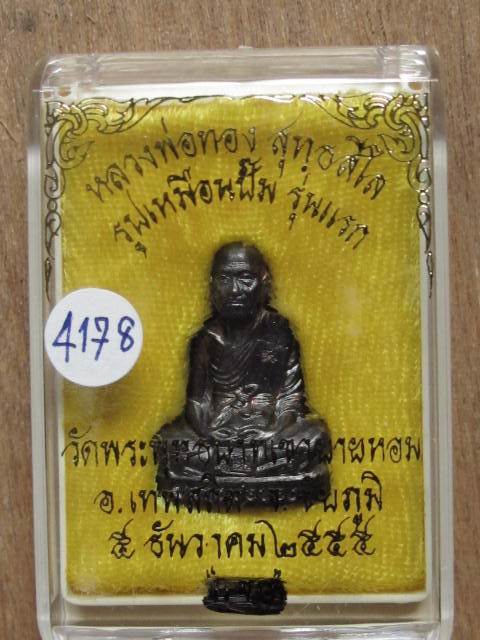 หลวงพ่อทอง สุทฺธสีโล
รูปเหมือนปั๊ม รุ่นแรก
4178
วัดพระพุทธบาทเขายายหอม
อ.เทพสถิต จ.ชัยภูมิ
๕ ธันวาคม ๒๕๕๕